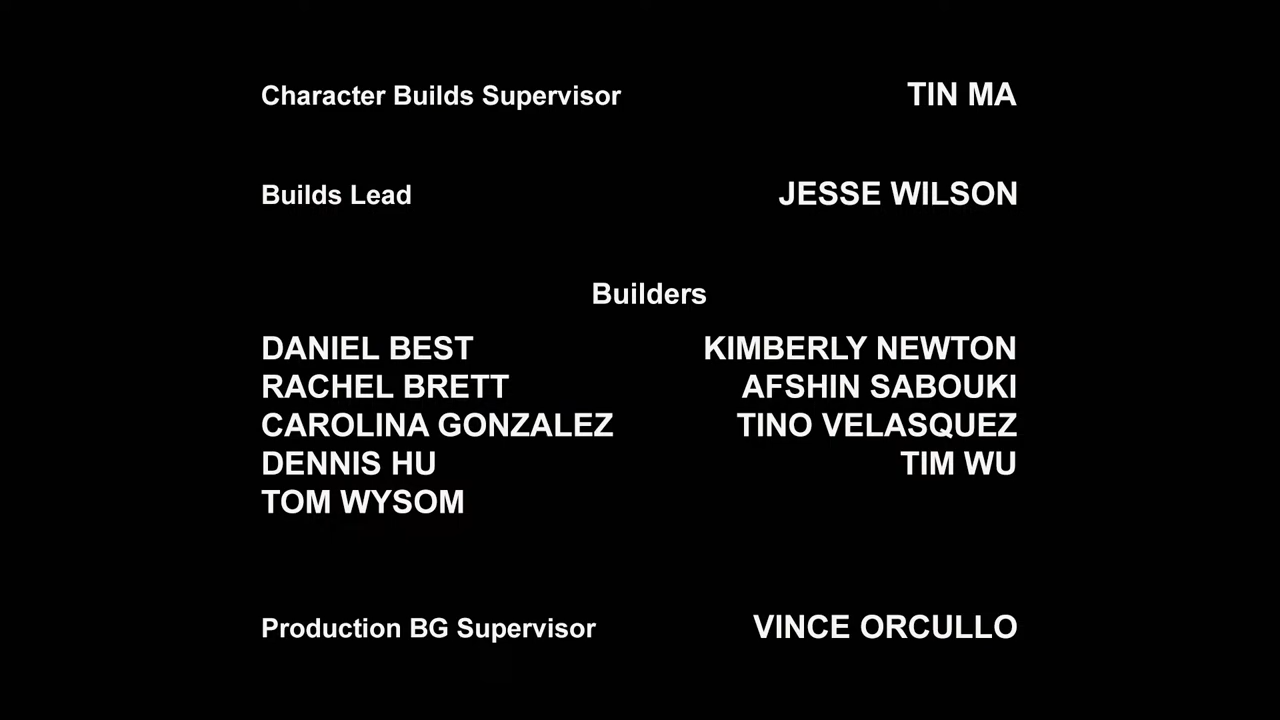 Character Builds Supervisor TIN MA
Builds Lead JESSE WILSON
Builders
DANIEL BEST KIMBERLY NEWTON
RACHEL BRETT AFSHIN SABOUKI
CAROLINA GONZALEZ TINO VELASQUEZ
DENNIS HU TIM WU
TOM WYSOM
Production BG Supervisor VINCE ORCULLO